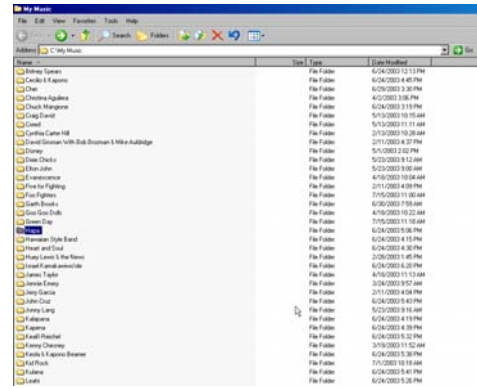 My Music
File Edit View Favorites Tools Help
Search Folders
Address C:\My Music Go
Name Size Type Date Modified
Britney Spears File Folder 6/24/2003 12:13 PM
Cecilio & Kapono File Folder 6/24/2003 4:45 PM
Cher File Folder 6/29/2003 3:30 PM
Christina Aguilera File Folder 4/2/2003 3:06 PM
Chuck Mangione File Folder 6/24/2003 3:19 PM
Craig David File Folder 5/13/2003 10:15 AM
Creed File Folder 5/13/2003 11:11 AM
Cynthia Carter Hill File Folder 2/13/2003 10:28 AM
David Grisman With Bob Brozman & Mike Auldridge File Folder 2/11/2003 4:37 PM
Disney File Folder 5/1/2003 2:02 PM
Dixie Chicks File Folder 5/23/2003 9:12 AM
Elton John File Folder 5/23/2003 9:00 AM
Evanescence File Folder 4/18/2003 10:04 AM
Five for Fighting File Folder 2/11/2003 4:09 PM
Foo Fighters File Folder 7/15/2003 11:00 AM
Garth Brooks File Folder 6/30/2003 7:59 AM
Goo Goo Dolls File Folder 4/18/2003 10:22 AM
Green Day File Folder 7/15/2003 11:18 AM
Hapa File Folder 6/24/2003 5:06 PM
Hawaiian Style Band File Folder 6/24/2003 4:15 PM
Heart and Soul File Folder 6/24/2003 4:30 PM
Huey Lewis & the News File Folder 2/26/2003 1:45 PM
Israel Kamakawiwo'ole File Folder 6/24/2003 6:20 PM
James Taylor File Folder 4/16/2003 11:13 AM
Jennie Emery File Folder 3/24/2003 9:57 AM
Jerry Garcia File Folder 2/11/2003 4:04 PM
John Cruz File Folder 6/24/2003 5:43 PM
Jonny Lang File Folder 5/23/2003 9:16 AM
Kalapana File Folder 6/24/2003 4:19 PM
Kapena File Folder 6/24/2003 4:39 PM
Keali'i Reichel File Folder 6/24/2003 5:32 PM
Kenny Chesney File Folder 3/19/2003 11:52 AM
Keola & Kapono Beamer File Folder 6/24/2003 5:38 PM
Kid Rock File Folder 7/1/2003 10:18 AM
Kulana File Folder 6/24/2003 5:41 PM
Leahi File Folder 6/24/2003 5:26 PM